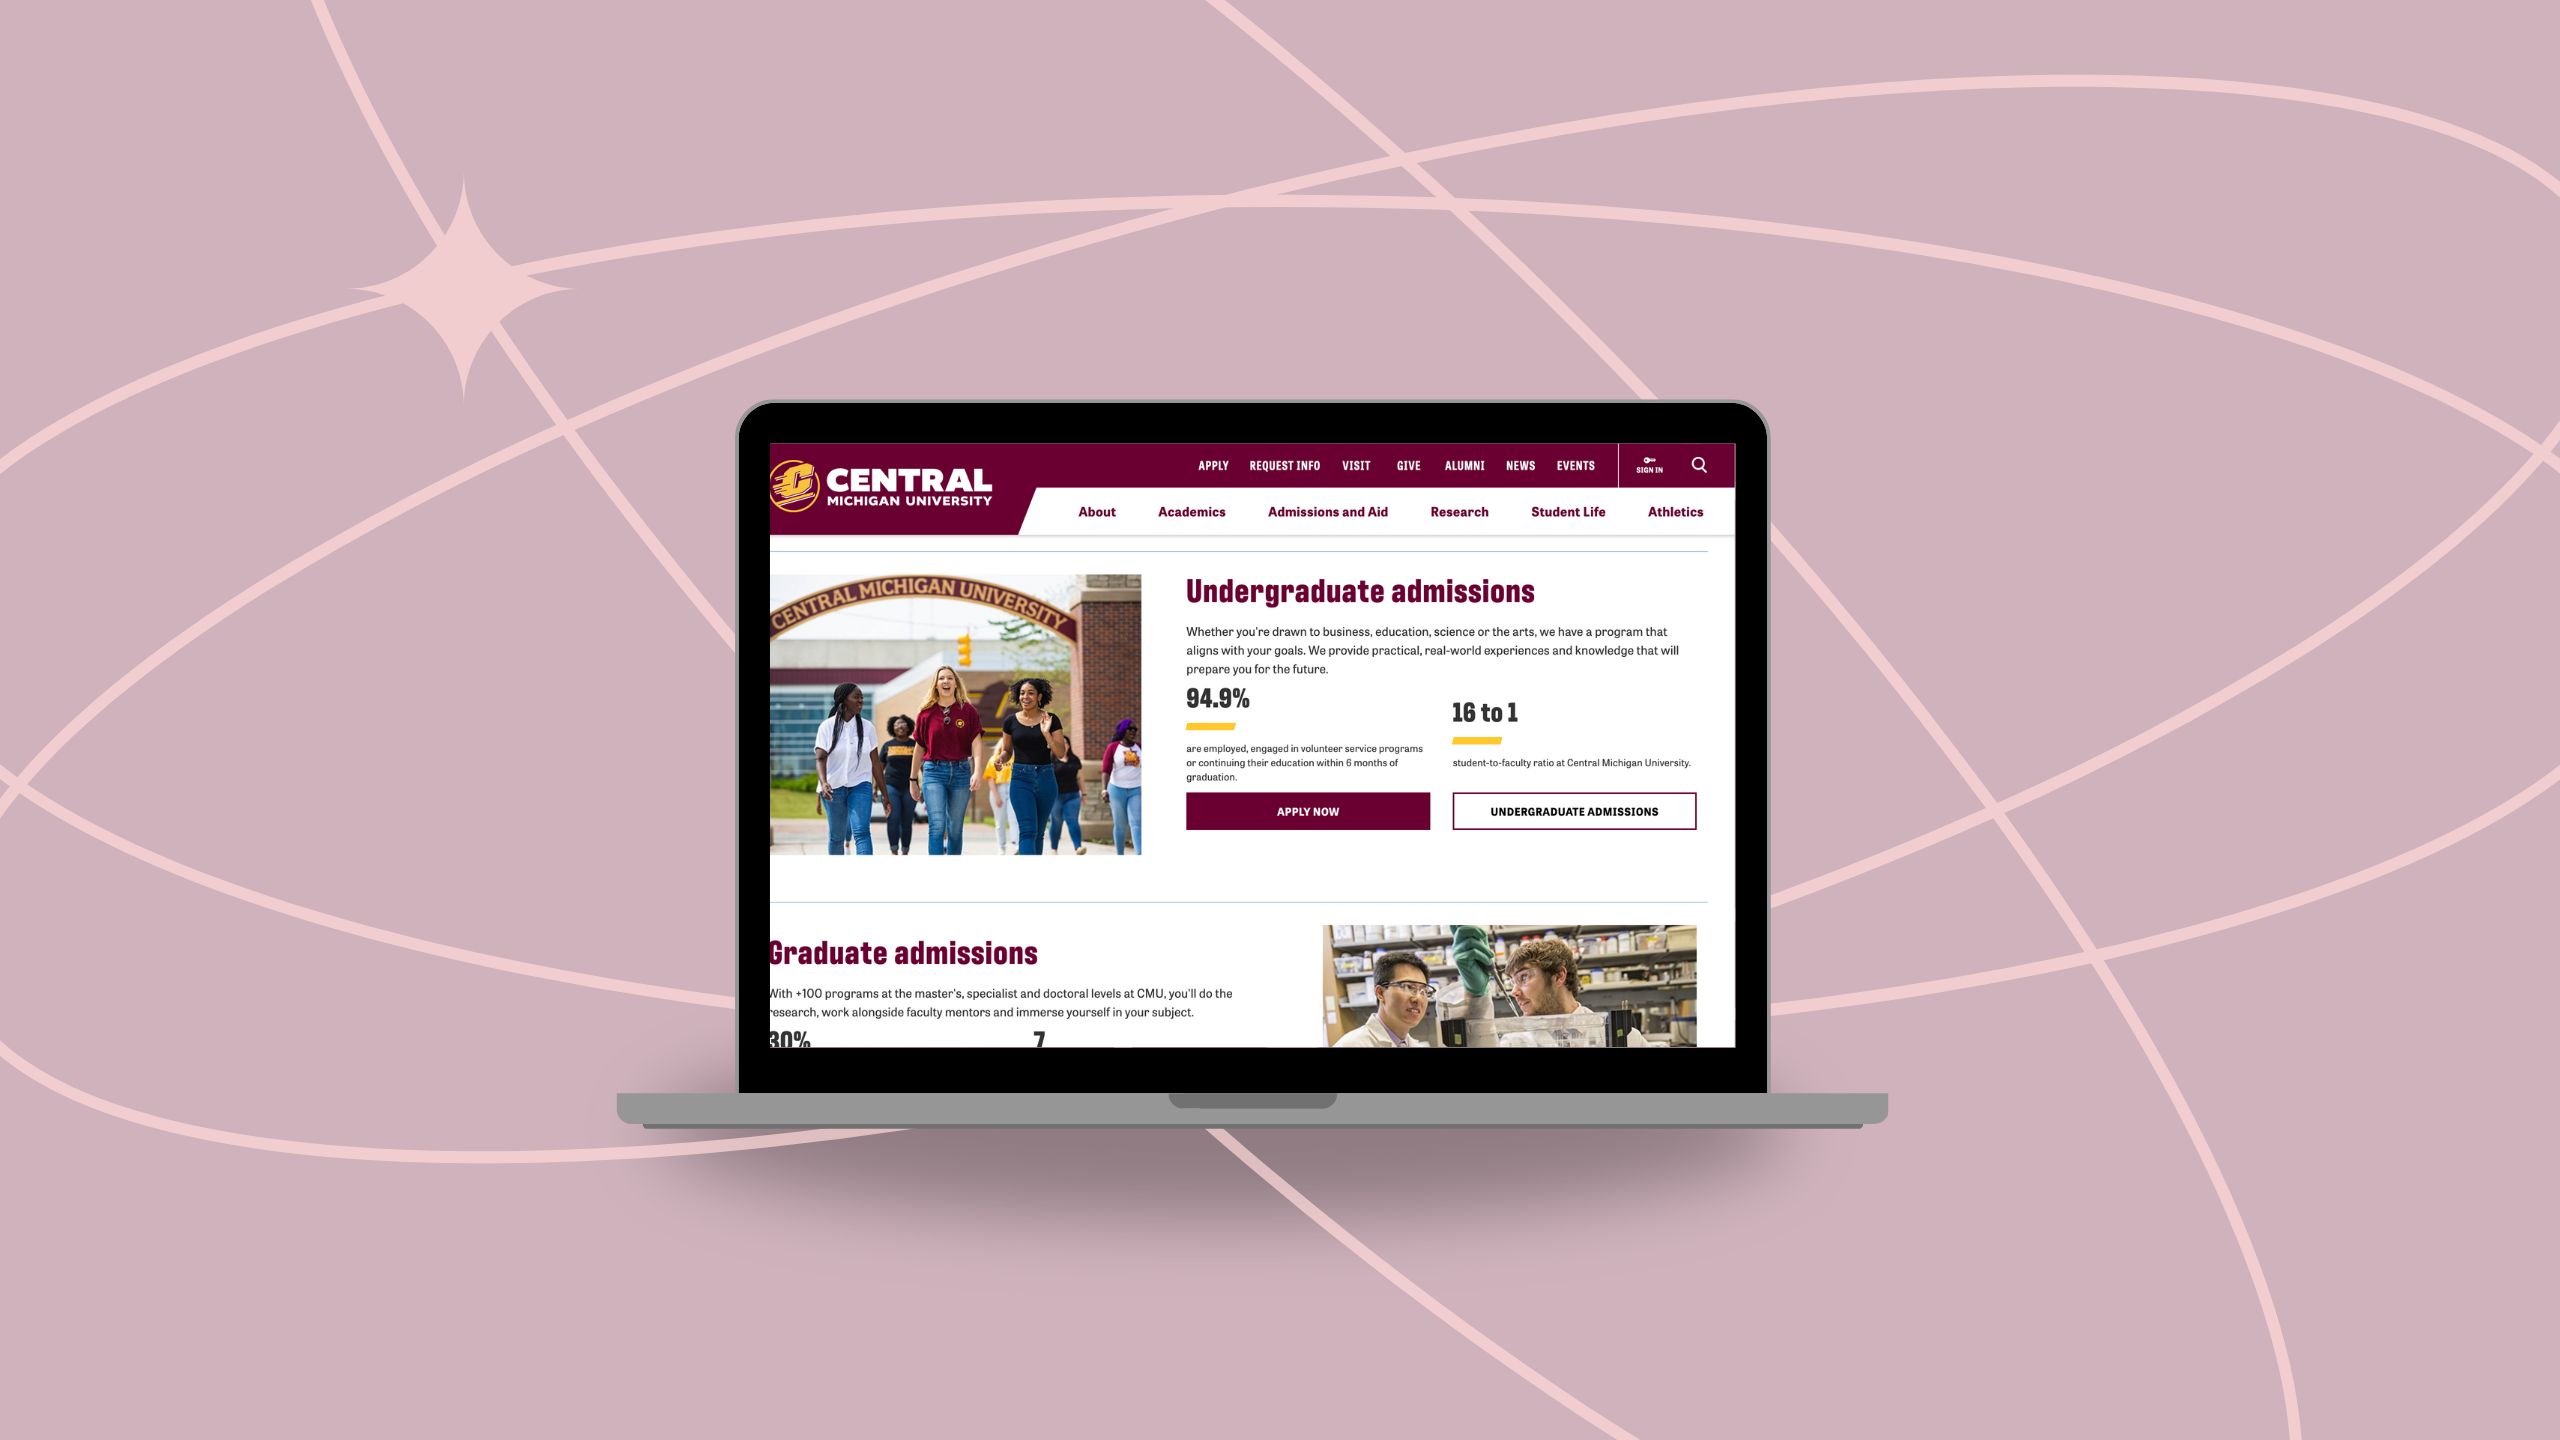 CENTRAL
MICHIGAN UNIVERSITY
APPLY REQUEST INFO VISIT GIVE ALUMNI NEWS EVENTS SIGN IN
About Academics Admissions and Aid Research Student Life Athletics
CENTRAL MICHIGAN UNIVERSITY
Undergraduate admissions
Whether you're drawn to business, education, science or the arts, we have a program that
aligns with your goals. We provide practical, real-world experiences and knowledge that will
prepare you for the future.
94.9%
are employed, engaged in volunteer service programs
or continuing their education within 6 months of
graduation.
16 to 1
student-to-faculty ratio at Central Michigan University.
APPLY NOW
UNDERGRADUATE ADMISSIONS
Graduate admissions
With +100 programs at the master's, specialist and doctoral levels at CMU, you'll do the
research, work alongside faculty mentors and immerse yourself in your subject.
30% 7